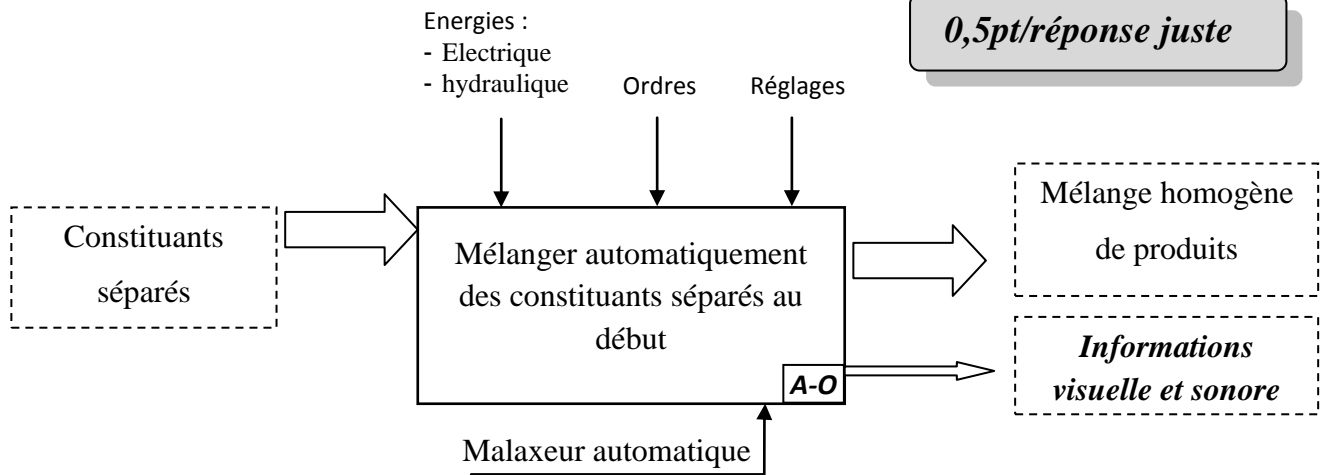 Energies :
- Electrique
- hydraulique
Ordres
Réglages
0,5pt/réponse juste
Constituants
séparés
Mélanger automatiquement
des constituants séparés au
début
A-O
Mélange homogène
de produits
Informations
visuelle et sonore
Malaxeur automatique